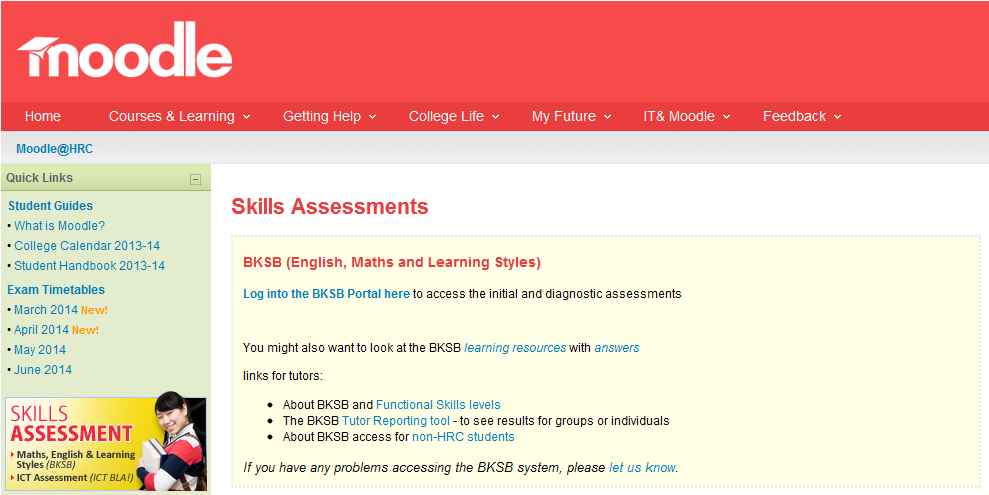 moodle
Home Courses & Learning Getting Help College Life My Future IT& Moodle Feedback
Moodle@HRC
Quick Links
Student Guides
• What is Moodle?
• College Calendar 2013-14
• Student Handbook 2013-14
Exam Timetables
• March 2014 New!
• April 2014 New!
• May 2014
• June 2014
SKILLS
ASSESSMENT
Maths, English & Learning
Styles (BKSB)
ICT Assessment (ICT BLA!)
Skills Assessments
BKSB (English, Maths and Learning Styles)
Log into the BKSB Portal here to access the initial and diagnostic assessments
You might also want to look at the BKSB learning resources with answers
links for tutors:
• About BKSB and Functional Skills levels
• The BKSB Tutor Reporting tool - to see results for groups or individuals
• About BKSB access for non-HRC students
If you have any problems accessing the BKSB system, please let us know.